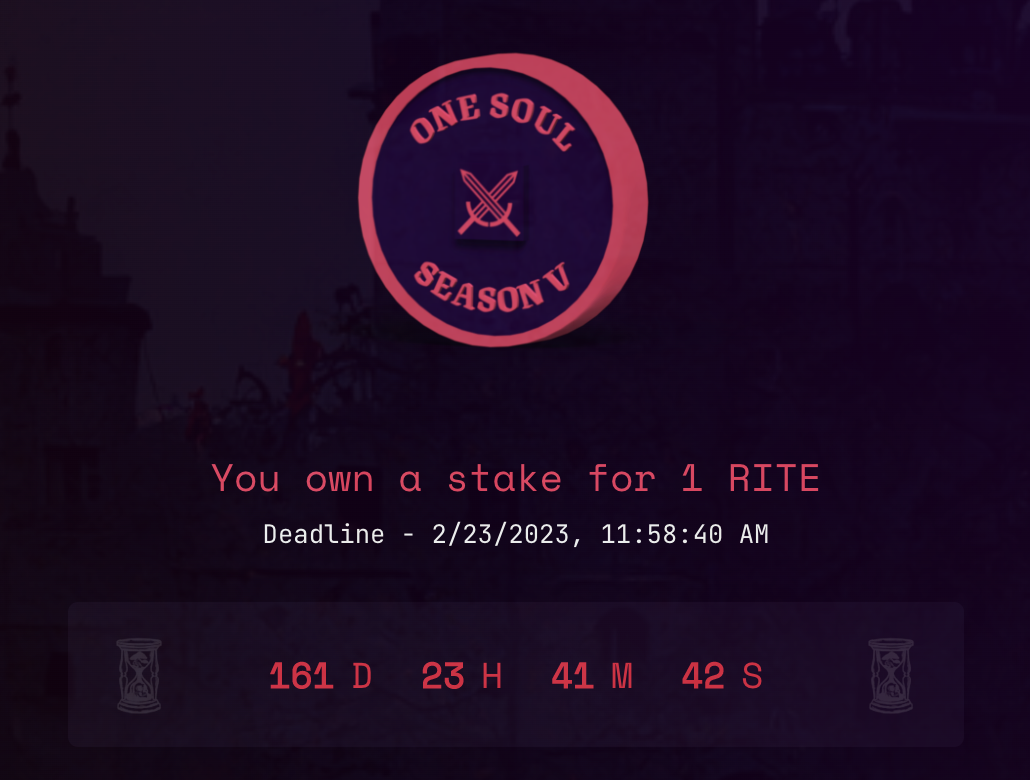 ONE SOUL
SEASON V
You own a stake for 1 RITE
Deadline - 2/23/2023, 11:58:40 AM
161 D 23 H 41 M 42 S